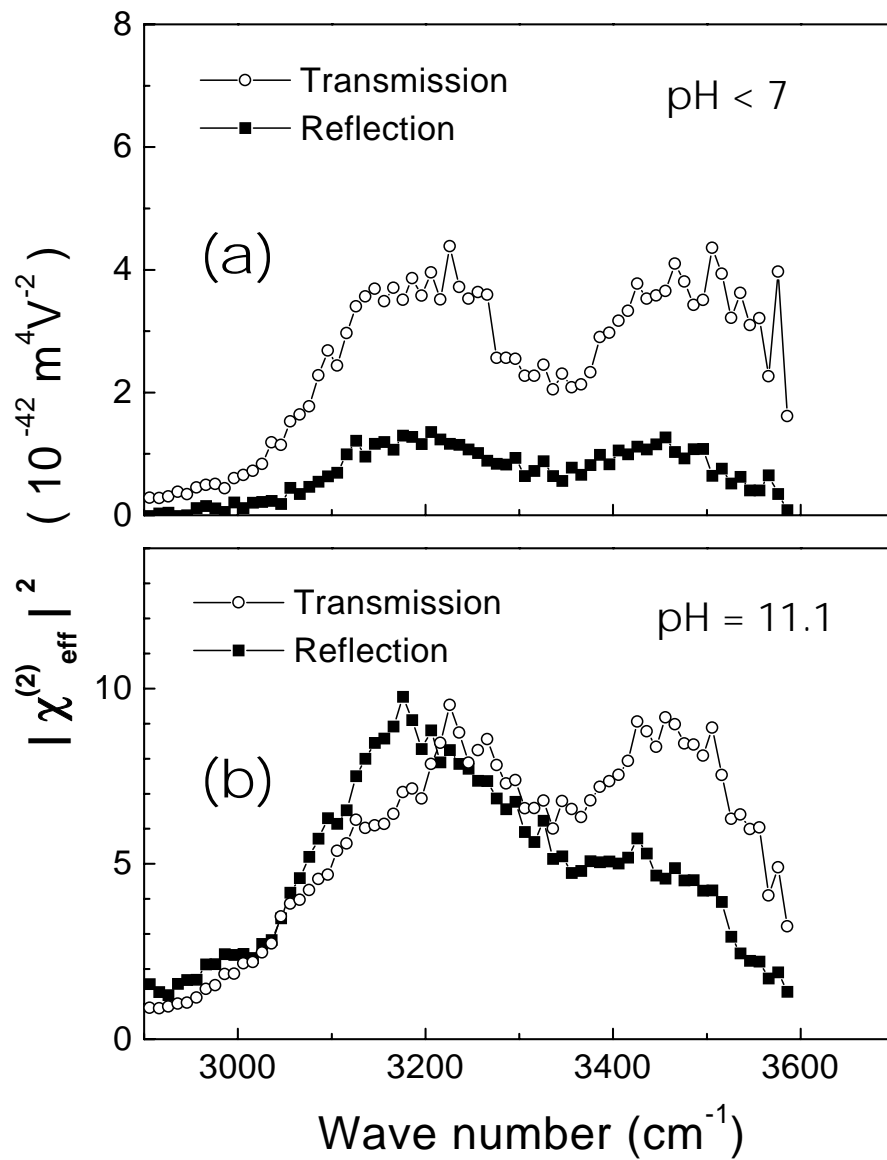 8
6
4
2
0
Transmission
Reflection
pH < 7
(a)
10
5
0
Transmission
Reflection
pH = 11.1
(b)
3000 3200 3400 3600
Wave number (cm⁻¹)
| χ⁽²⁾eff | ² ( 10⁻⁴² m⁴V⁻² )